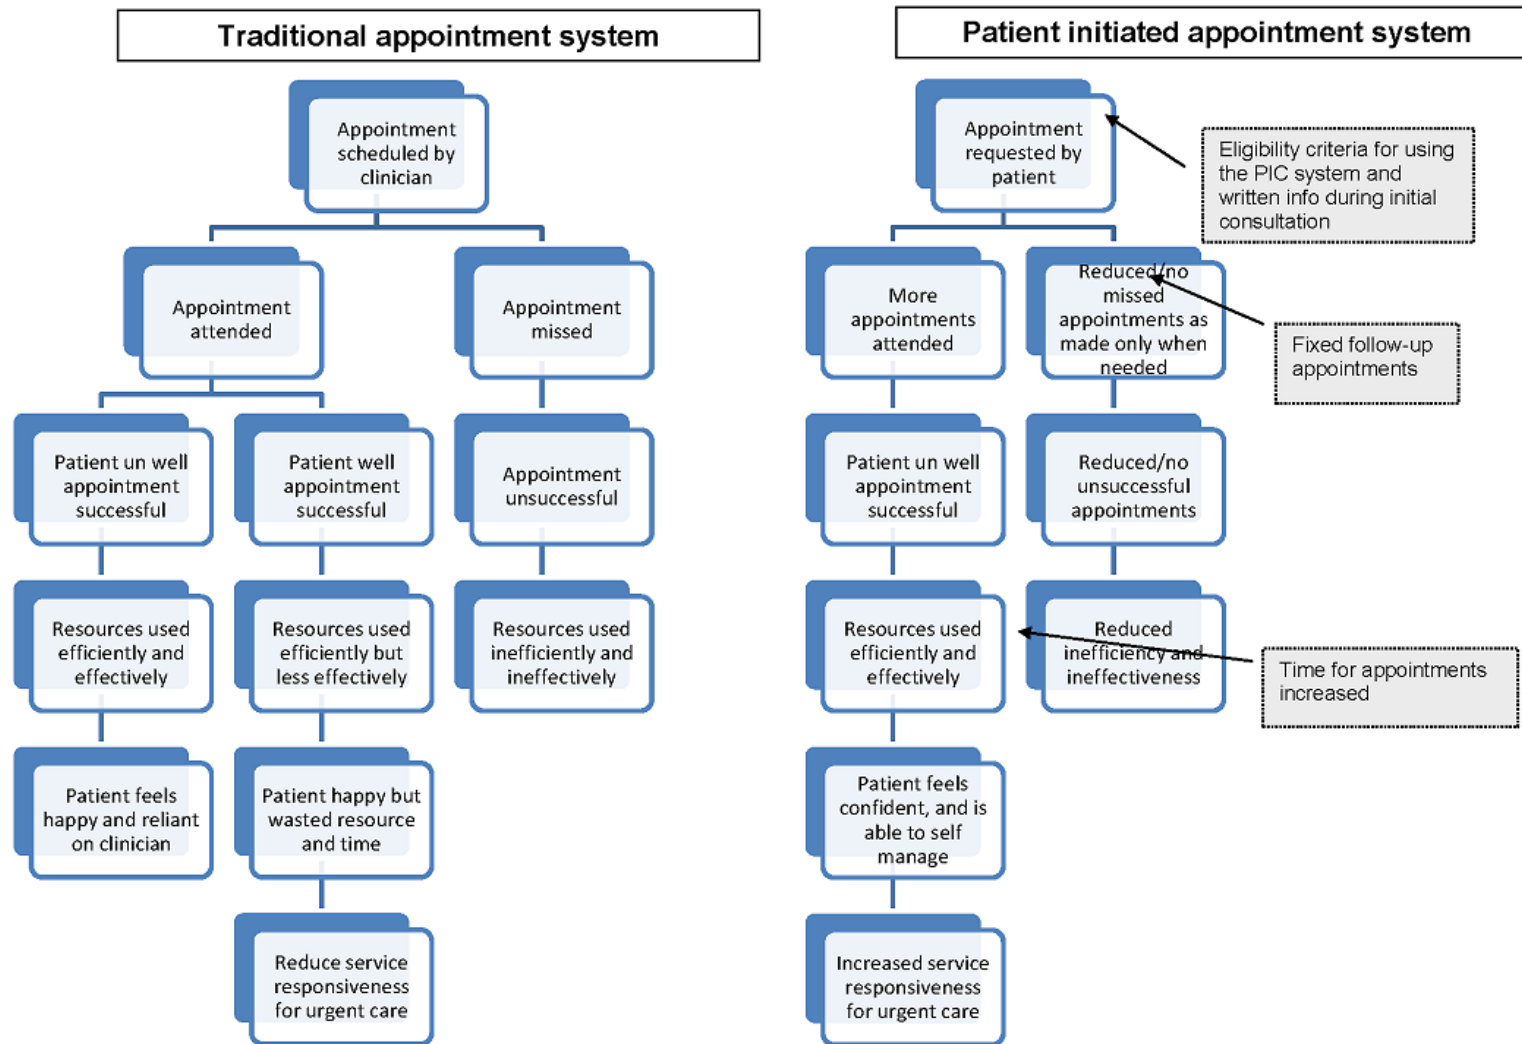 Traditional appointment system
Appointment
scheduled by
clinician
Appointment
attended
Appointment
missed
Patient un well
appointment
successful
Patient well
appointment
successful
Appointment
unsuccessful
Resources used
efficiently and
effectively
Resources used
efficiently but
less effectively
Resources used
inefficiently and
ineffectively
Patient feels
happy and reliant
on clinician
Patient happy but
wasted resource
and time
Reduce service
responsiveness
for urgent care
Patient initiated appointment system
Appointment
requested by
patient
Eligibility criteria for using
the PIC system and
written info during initial
consultation
More
appointments
attended
Reduced/no
missed
appointments as
made only when
needed
Fixed follow-up
appointments
Patient un well
appointment
successful
Reduced/no
unsuccessful
appointments
Resources used
efficiently and
effectively
Reduced
inefficiency and
ineffectiveness
Time for appointments
increased
Patient feels
confident, and is
able to self
manage
Increased service
responsiveness
for urgent care